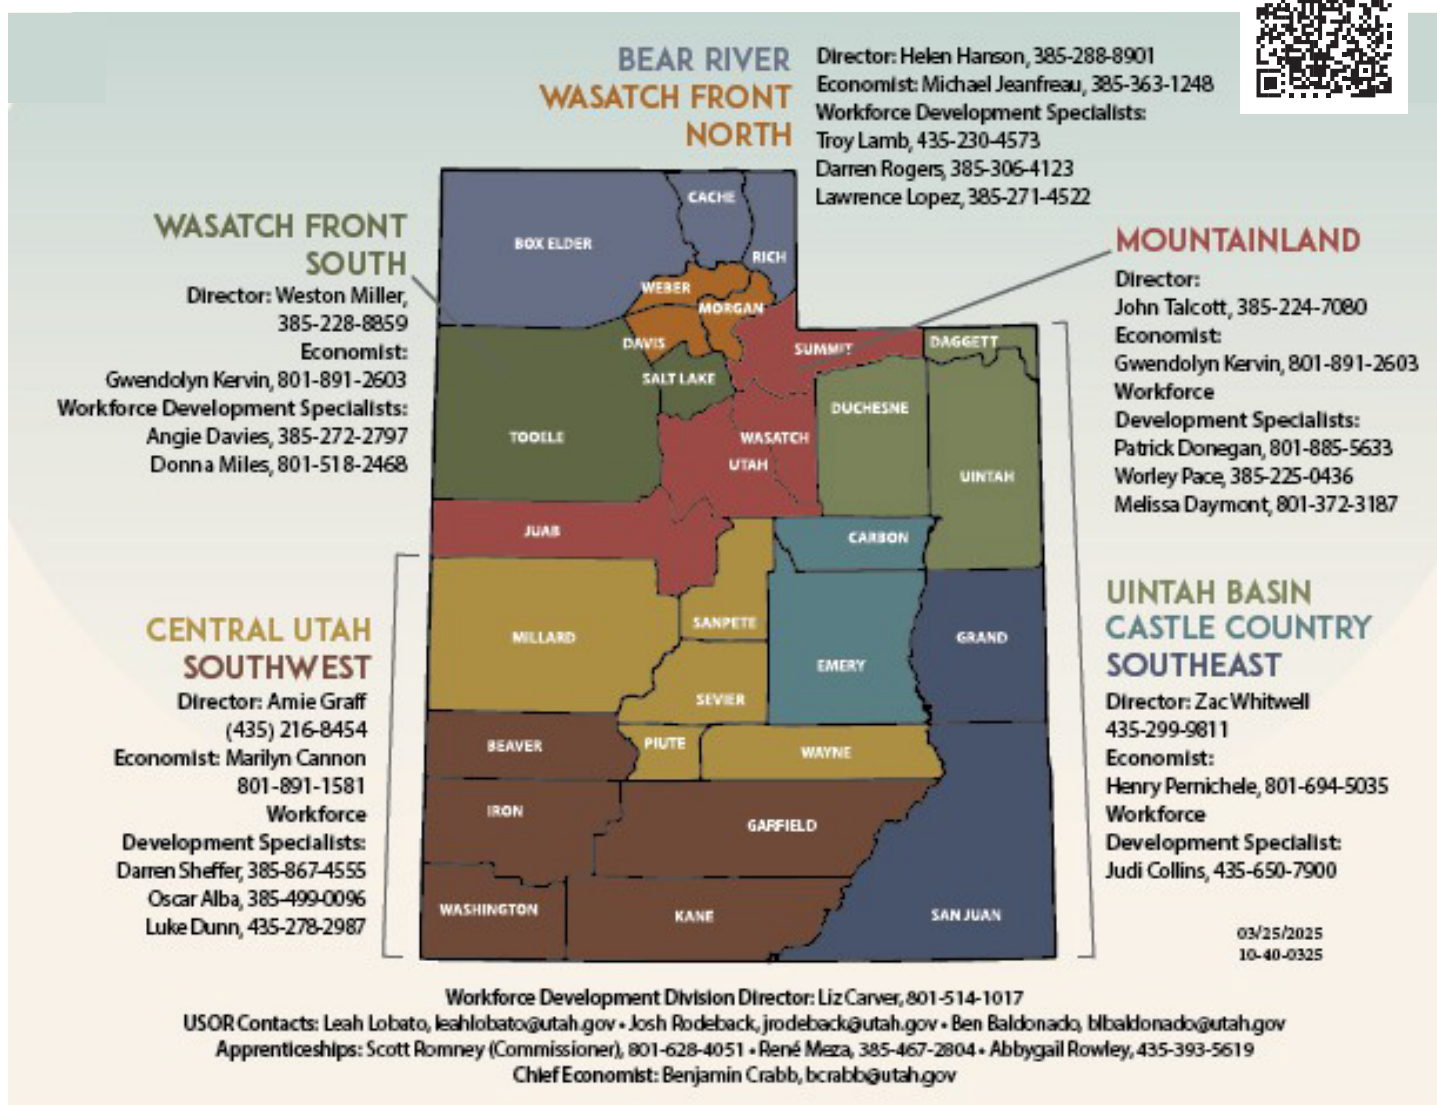 BEAR RIVER
WASATCH FRONT
NORTH
Director: Helen Hanson, 385-288-8901
Economist: Michael Jeanfreau, 385-363-1248
Workforce Development Specialists:
Troy Lamb, 435-230-4573
Darren Rogers, 385-306-4123
Lawrence Lopez, 385-271-4522
WASATCH FRONT
SOUTH
Director: Weston Miller,
385-228-8859
Economist:
Gwendolyn Kervin, 801-891-2603
Workforce Development Specialists:
Angie Davies, 385-272-2797
Donna Miles, 801-518-2468
MOUNTAINLAND
Director:
John Talcott, 385-224-7080
Economist:
Gwendolyn Kervin, 801-891-2603
Workforce
Development Specialists:
Patrick Donegan, 801-885-5633
Worley Pace, 385-225-0436
Melissa Daymont, 801-372-3187
CACHE
BOX ELDER
RICH
WEBER
MORGAN
DAVIS
SUMMIT
DAGGETT
SALT LAKE
DUCHESNE
TOOELE
WASATCH
UTAH
UINTAH
JUAB
CARBON
SANPETE
MILLARD
GRAND
EMERY
SEVIER
BEAVER
PIUTE
WAYNE
IRON
GARFIELD
WASHINGTON
KANE
SAN JUAN
CENTRAL UTAH
SOUTHWEST
Director: Amie Graff
(435) 216-8454
Economist: Marilyn Cannon
801-891-1581
Workforce
Development Specialists:
Darren Sheffer, 385-867-4555
Oscar Alba, 385-499-0096
Luke Dunn, 435-278-2987
UINTAH BASIN
CASTLE COUNTRY
SOUTHEAST
Director: Zac Whitwell
435-299-9811
Economist:
Henry Pernichele, 801-694-5035
Workforce
Development Specialist:
Judi Collins, 435-650-7900
03/25/2025
10-40-0325
Workforce Development Division Director: Liz Carver, 801-514-1017
USOR Contacts: Leah Lobato, leahlobato@utah.gov • Josh Rodeback, jrodeback@utah.gov • Ben Baldonado, blbaldonado@utah.gov
Apprenticeships: Scott Romney (Commissioner), 801-628-4051 • René Meza, 385-467-2804 • Abbygail Rowley, 435-393-5619
Chief Economist: Benjamin Crabb, bcrabb@utah.gov